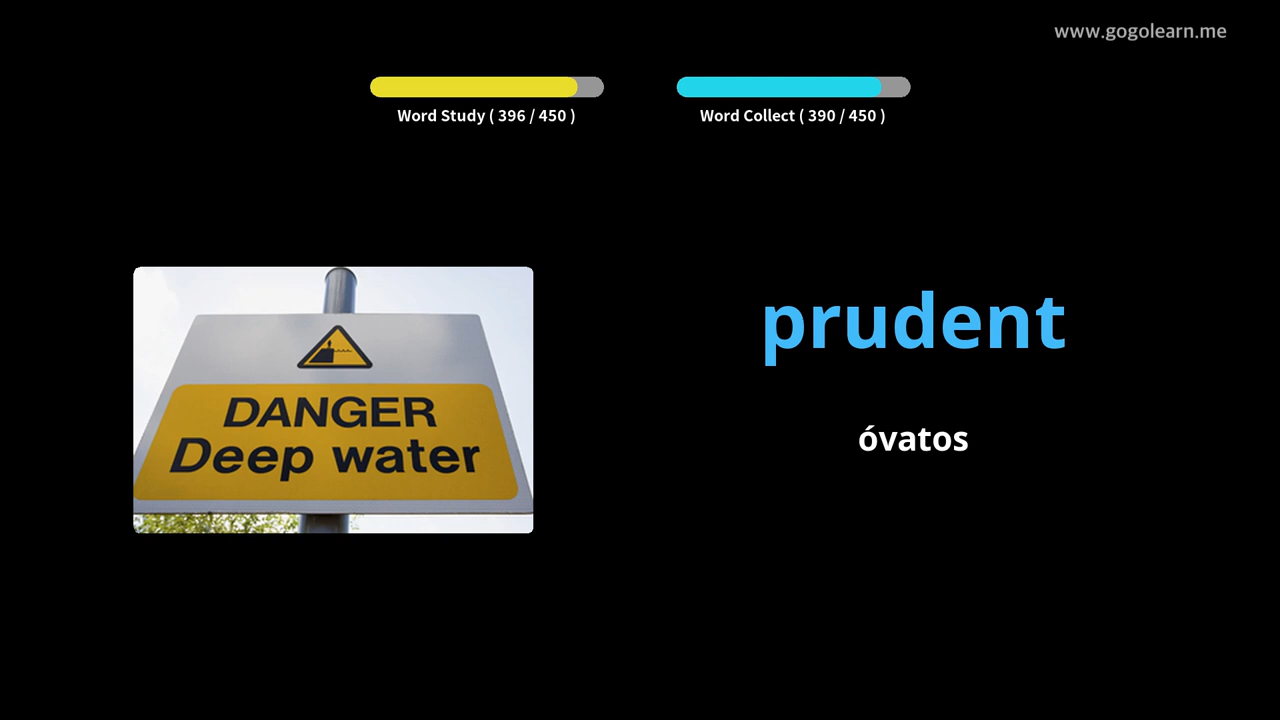 www.gogolearn.me
Word Study ( 396 / 450 )
Word Collect ( 390 / 450 )
DANGER
Deep water
prudent
óvatos